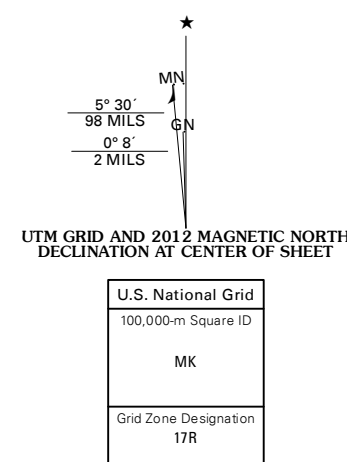 ★
MN
5° 30´
98 MILS
GN
0° 8´
2 MILS
UTM GRID AND 2012 MAGNETIC NORTH
DECLINATION AT CENTER OF SHEET
U.S. National Grid
100,000-m Square ID
MK
Grid Zone Designation
17R